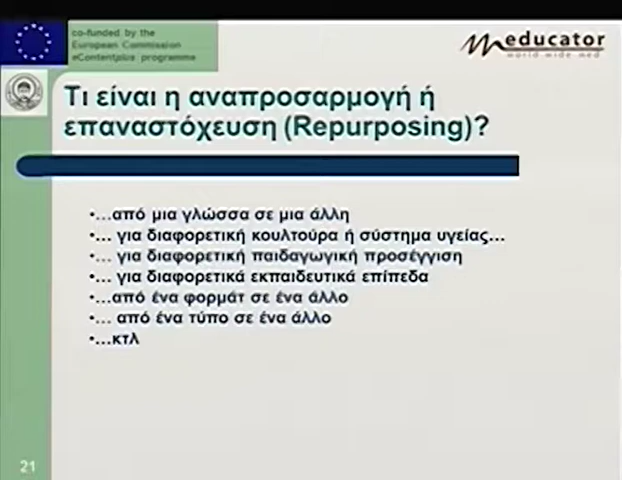 co-funded by the
European Commission
eContentplus programme
educator
world wide med
Τι είναι η αναπροσαρμογή ή
επαναστόχευση (Repurposing)?
•...από μια γλώσσα σε μια άλλη
•... για διαφορετική κουλτούρα ή σύστημα υγείας...
•... για διαφορετική παιδαγωγική προσέγγιση
•... για διαφορετικά εκπαιδευτικά επίπεδα
•...από ένα φορμάτ σε ένα άλλο
•... από ένα τύπο σε ένα άλλο
•...κτλ
21